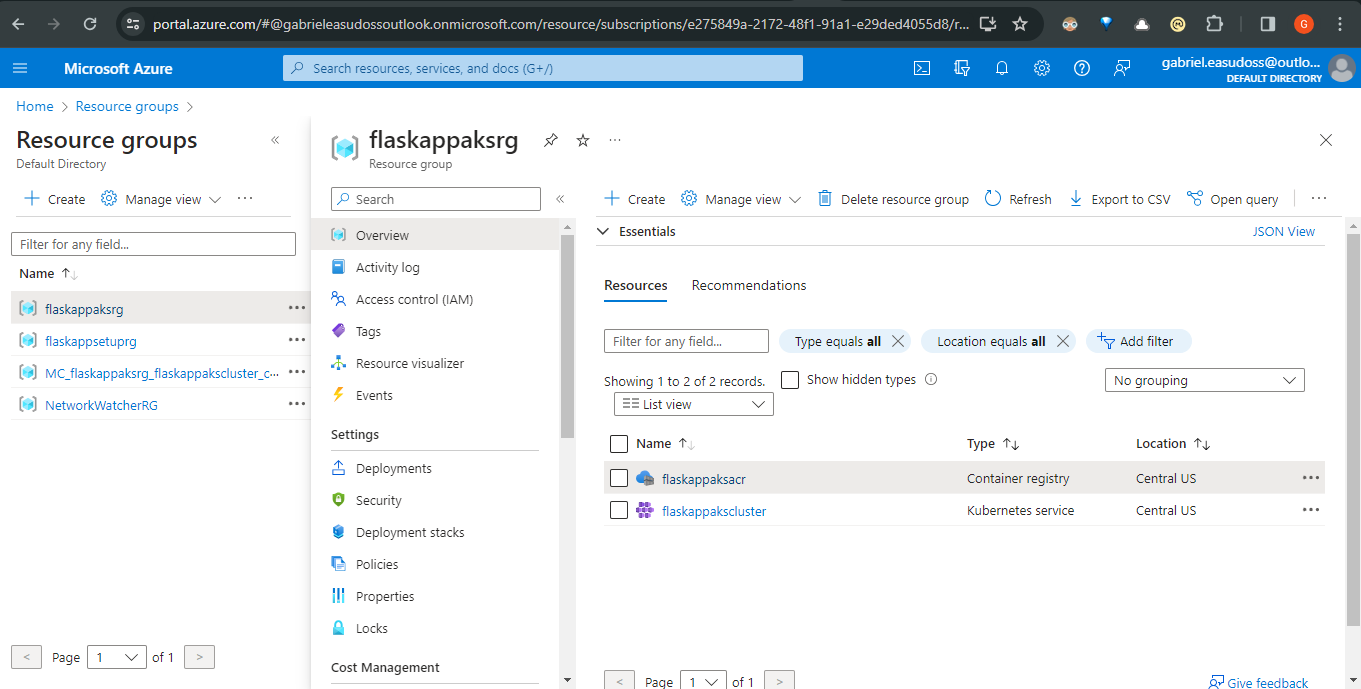 portal.azure.com/#@gabrieleasudossoutlook.onmicrosoft.com/resource/subscriptions/e275849a-2172-48f1-91a1-e29ded4055d8/r...
G
Microsoft Azure
Search resources, services, and docs (G+/)
gabriel.easudoss@outlo...
DEFAULT DIRECTORY
Home > Resource groups >
Resource groups
Default Directory
Create
Manage view
Filter for any field...
Name
flaskappaksrg
flaskappsetuprg
MC_flaskappaksrg_flaskappakscluster_c...
NetworkWatcherRG
< Page 1 of 1 >
flaskappaksrg
Resource group
Search
Overview
Activity log
Access control (IAM)
Tags
Resource visualizer
Events
Settings
Deployments
Security
Deployment stacks
Policies
Properties
Locks
Cost Management
Create
Manage view
Delete resource group
Refresh
Export to CSV
Open query
Essentials
JSON View
Resources
Recommendations
Filter for any field...
Type equals all
Location equals all
Add filter
Showing 1 to 2 of 2 records.
Show hidden types
No grouping
List view
Name Type Location
flaskappaksacr Container registry Central US
flaskappakscluster Kubernetes service Central US
< Page 1 of 1 >
Give feedback